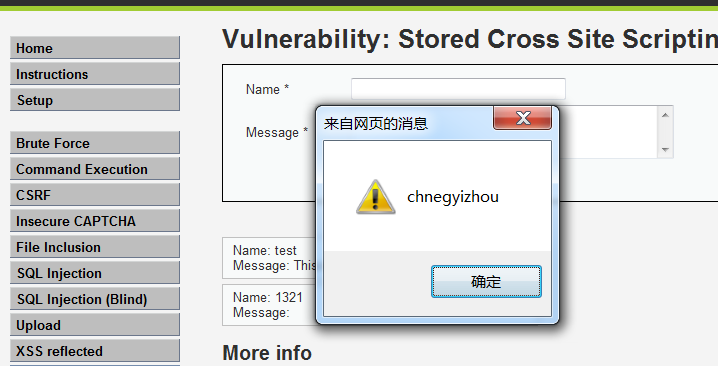 Home
Instructions
Setup
Brute Force
Command Execution
CSRF
Insecure CAPTCHA
File Inclusion
SQL Injection
SQL Injection (Blind)
Upload
XSS reflected
Vulnerability: Stored Cross Site Scriptin
Name *
Message *
来自网页的消息
chnegyizhou
确定
Name: test
Message: This
Name: 1321
Message:
More info